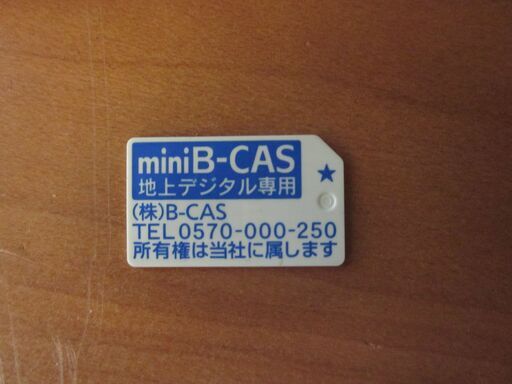 miniB-CAS
地上デジタル専用
(株)B-CAS
TEL 0570-000-250
所有権は当社に属します